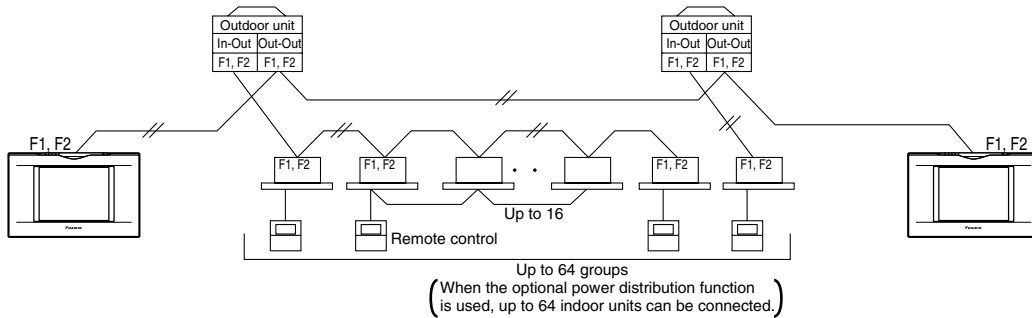 Outdoor unit
In-Out Out-Out
F1, F2 F1, F2
Outdoor unit
In-Out Out-Out
F1, F2 F1, F2
F1, F2
F1, F2
F1, F2
F1, F2
F1, F2
F1, F2
Up to 16
Remote control
Up to 64 groups
When the optional power distribution function
is used, up to 64 indoor units can be connected.